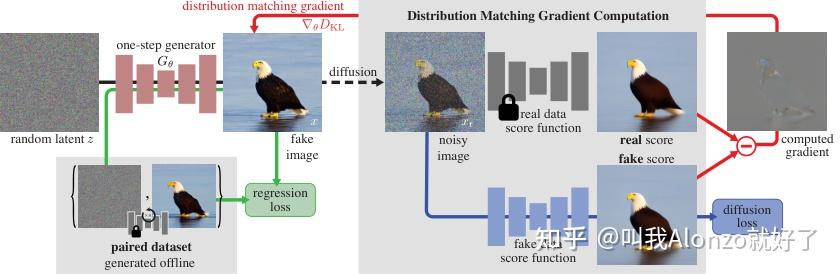 distribution matching gradient
∇θ DKL
Distribution Matching Gradient Computation
one-step generator
Gθ
diffusion
random latent z
x
fake
image
xt
noisy
image
real data
score function
real score
fake score
computed
gradient
{ , }
regression
loss
paired dataset
generated offline
fake data
score function
diffusion
loss
知乎 @叫我Alonzo就好了